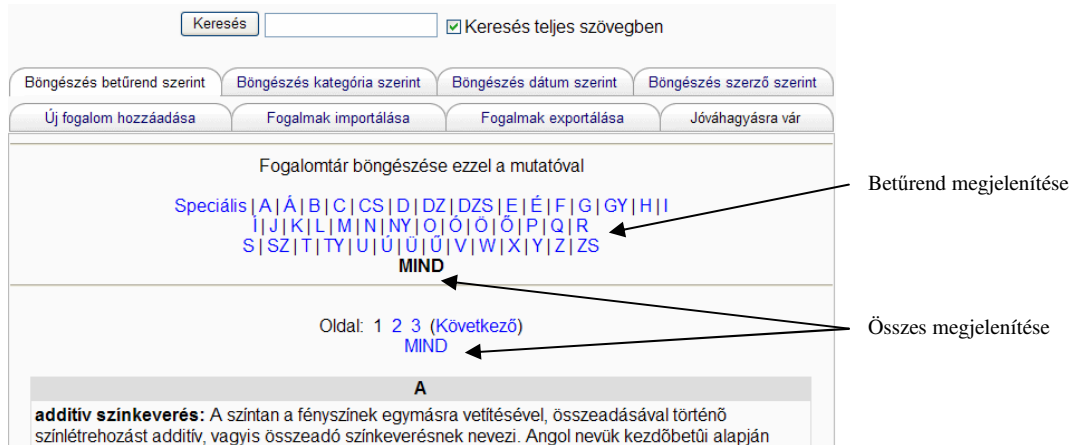 Keresés Keresés teljes szövegben
Böngészés betűrend szerint Böngészés kategória szerint Böngészés dátum szerint Böngészés szerző szerint
Új fogalom hozzáadása Fogalmak importálása Fogalmak exportálása Jóváhagyásra vár
Fogalomtár böngészése ezzel a mutatóval
Betűrend megjelenítése
Speciális | A | Á | B | C | CS | D | DZ | DZS | E | É | F | G | GY | H | I
Í | J | K | L | M | N | NY | O | Ó | Ö | Ő | P | Q | R
S | SZ | T | TY | U | Ú | Ü | Ű | V | W | X | Y | Z | ZS
MIND
Oldal: 1 2 3 (Következő)
Összes megjelenítése
MIND
A
additív színkeverés: A színtan a fényszínek egymásra vetítésével, összeadásával történõ
színlétrehozást additív, vagyis összeadó színkeverésnek nevezi. Angol nevük kezdõbetûi alapján